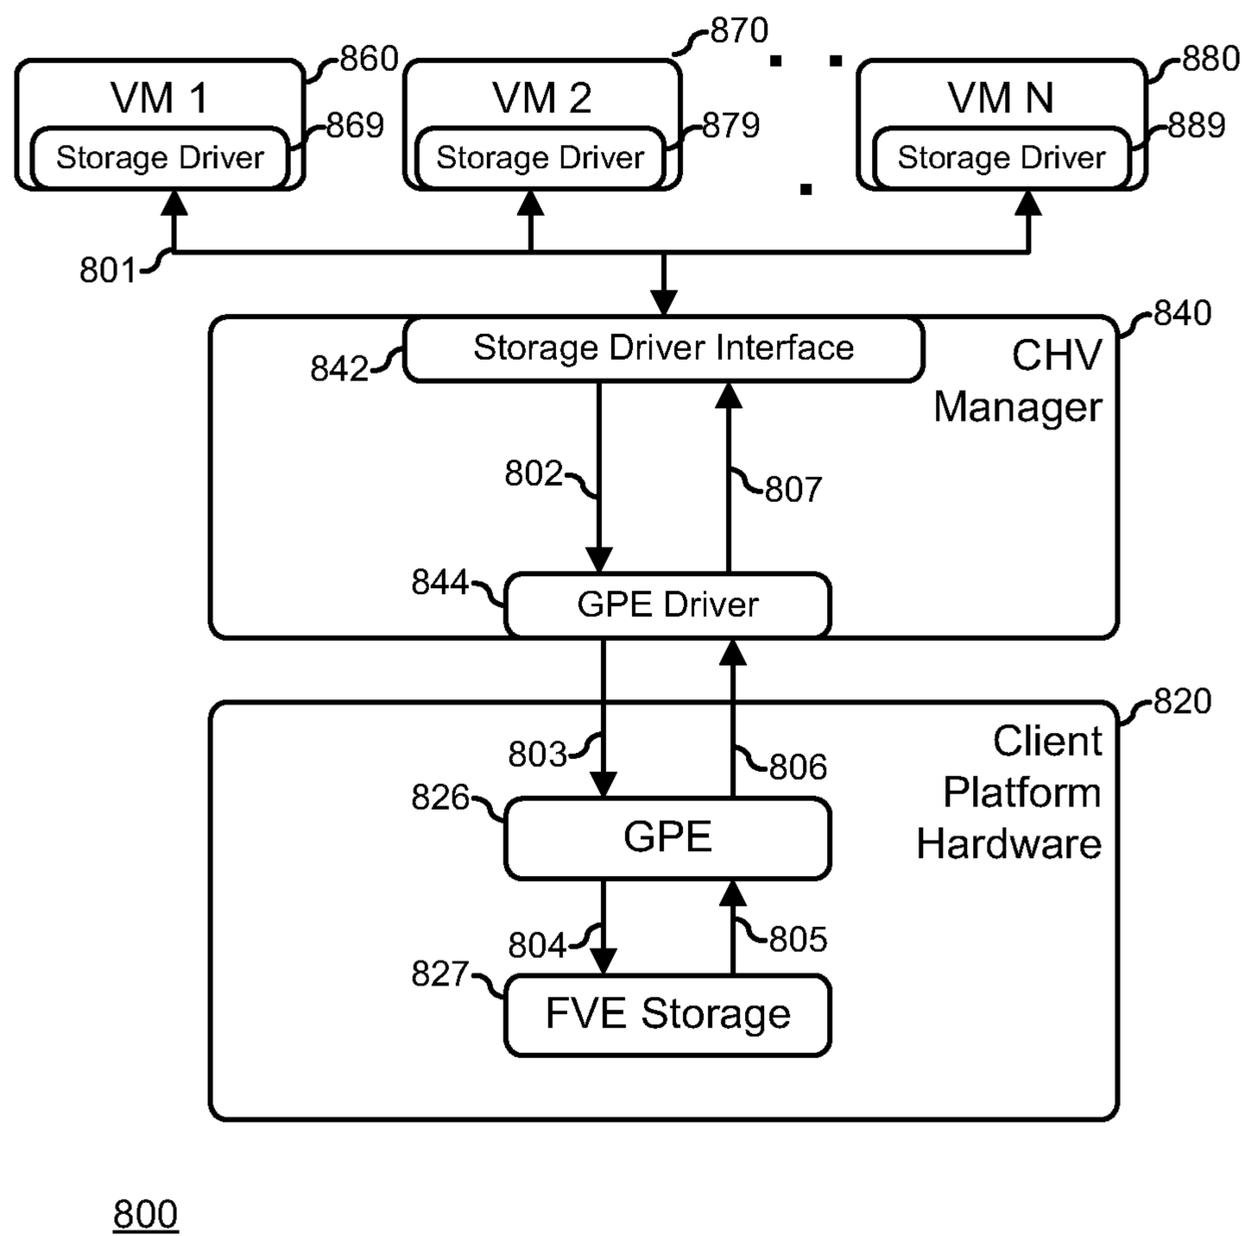 870
860
880
VM 1
VM 2
VM N
869
879
889
Storage Driver
Storage Driver
Storage Driver
801
840
Storage Driver Interface
842
CHV
Manager
802
807
844
GPE Driver
820
Client
Platform
Hardware
803
806
826
GPE
804
805
827
FVE Storage
800